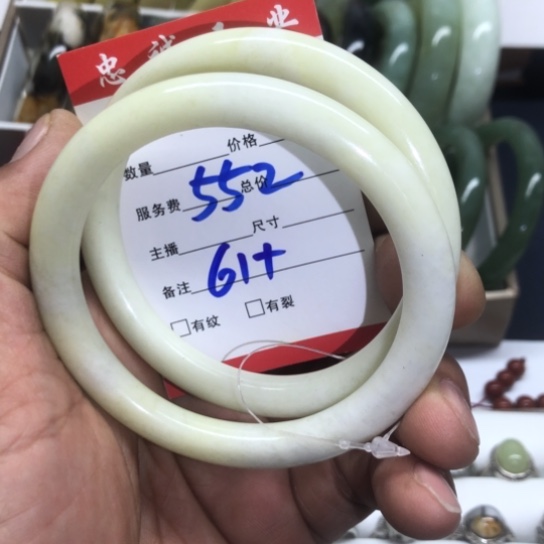 忠诚 业
数量 价格
552
服务费 总价
主播 尺寸
61+
备注
有纹 有裂